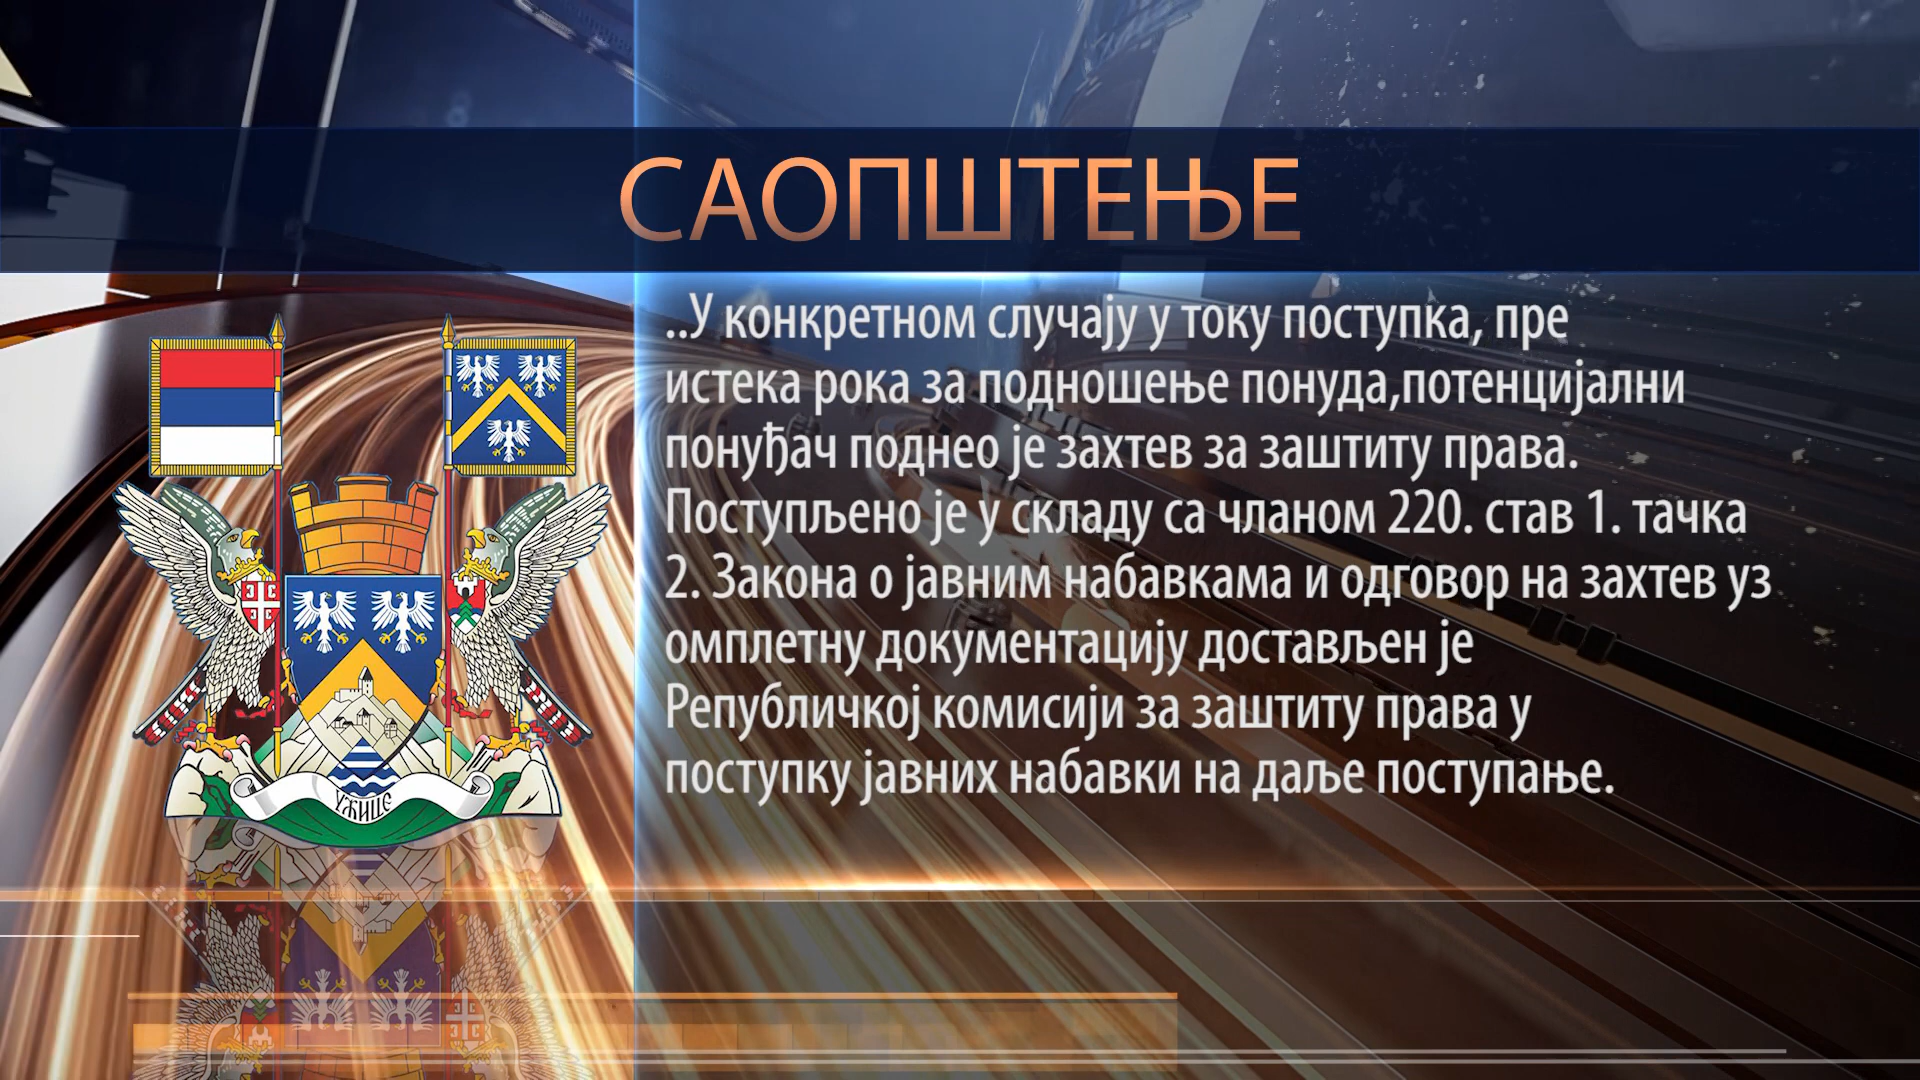 САОПШТЕЊЕ
..У конкретном случају у току поступка, пре
истека рока за подношење понуда,потенцијални
понуђач поднео је захтев за заштиту права.
Поступљено је у складу са чланом 220. став 1. тачка
2. Закона о јавним набавкама и одговор на захтев уз
омплетну документацију достављен је
Републичкој комисији за заштиту права у
поступку јавних набавки на даље поступање.
УЖИЦЕ